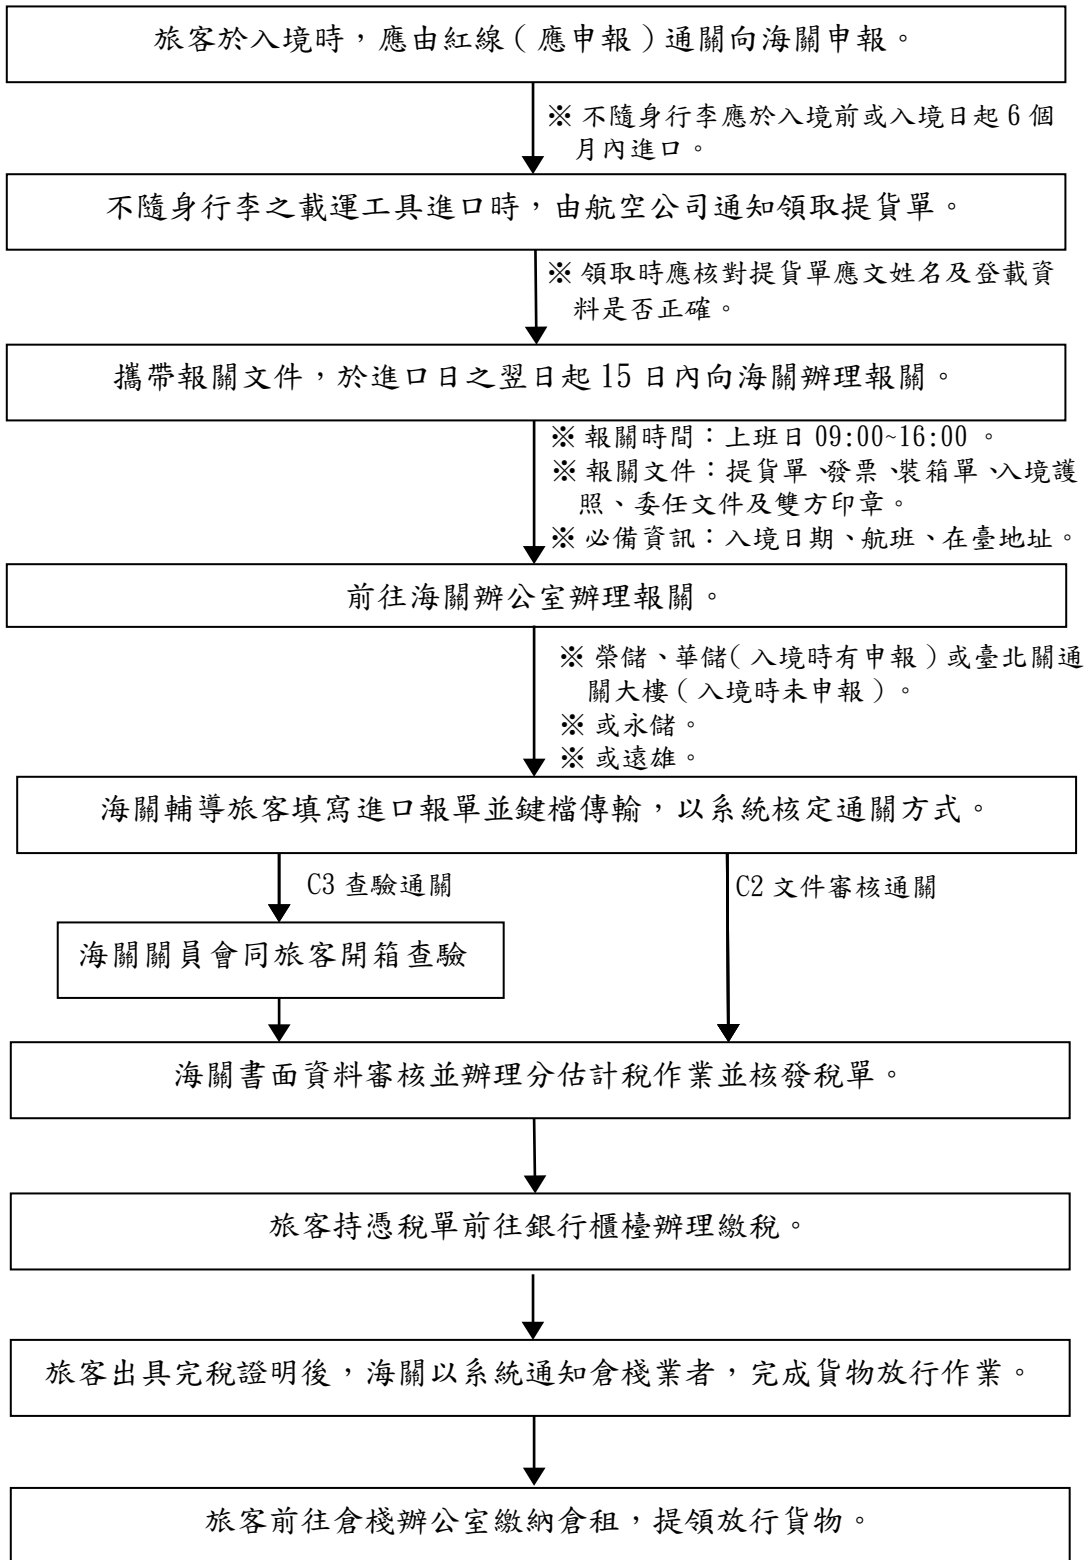 旅客於入境時，應由紅線（應申報）通關向海關申報。
※ 不隨身行李應於入境前或入境日起 6 個
月內進口。
不隨身行李之載運工具進口時，由航空公司通知領取提貨單。
※ 領取時應核對提貨單應文姓名及登載資
料是否正確。
攜帶報關文件，於進口日之翌日起 15 日內向海關辦理報關。
※ 報關時間：上班日 09:00~16:00 。
※ 報關文件：提貨單、發票、裝箱單、入境護
照、委任文件及雙方印章。
※ 必備資訊：入境日期、航班、在臺地址。
前往海關辦公室辦理報關。
※ 榮儲、華儲（入境時有申報）或臺北關通
關大樓（入境時未申報）。
※ 或永儲。
※ 或遠雄。
海關輔導旅客填寫進口報單並鍵檔傳輸，以系統核定通關方式。
C3 查驗通關
C2 文件審核通關
海關關員會同旅客開箱查驗
海關書面資料審核並辦理分估計稅作業並核發稅單。
旅客持憑稅單前往銀行櫃檯辦理繳稅。
旅客出具完稅證明後，海關以系統通知倉棧業者，完成貨物放行作業。
旅客前往倉棧辦公室繳納倉租，提領放行貨物。